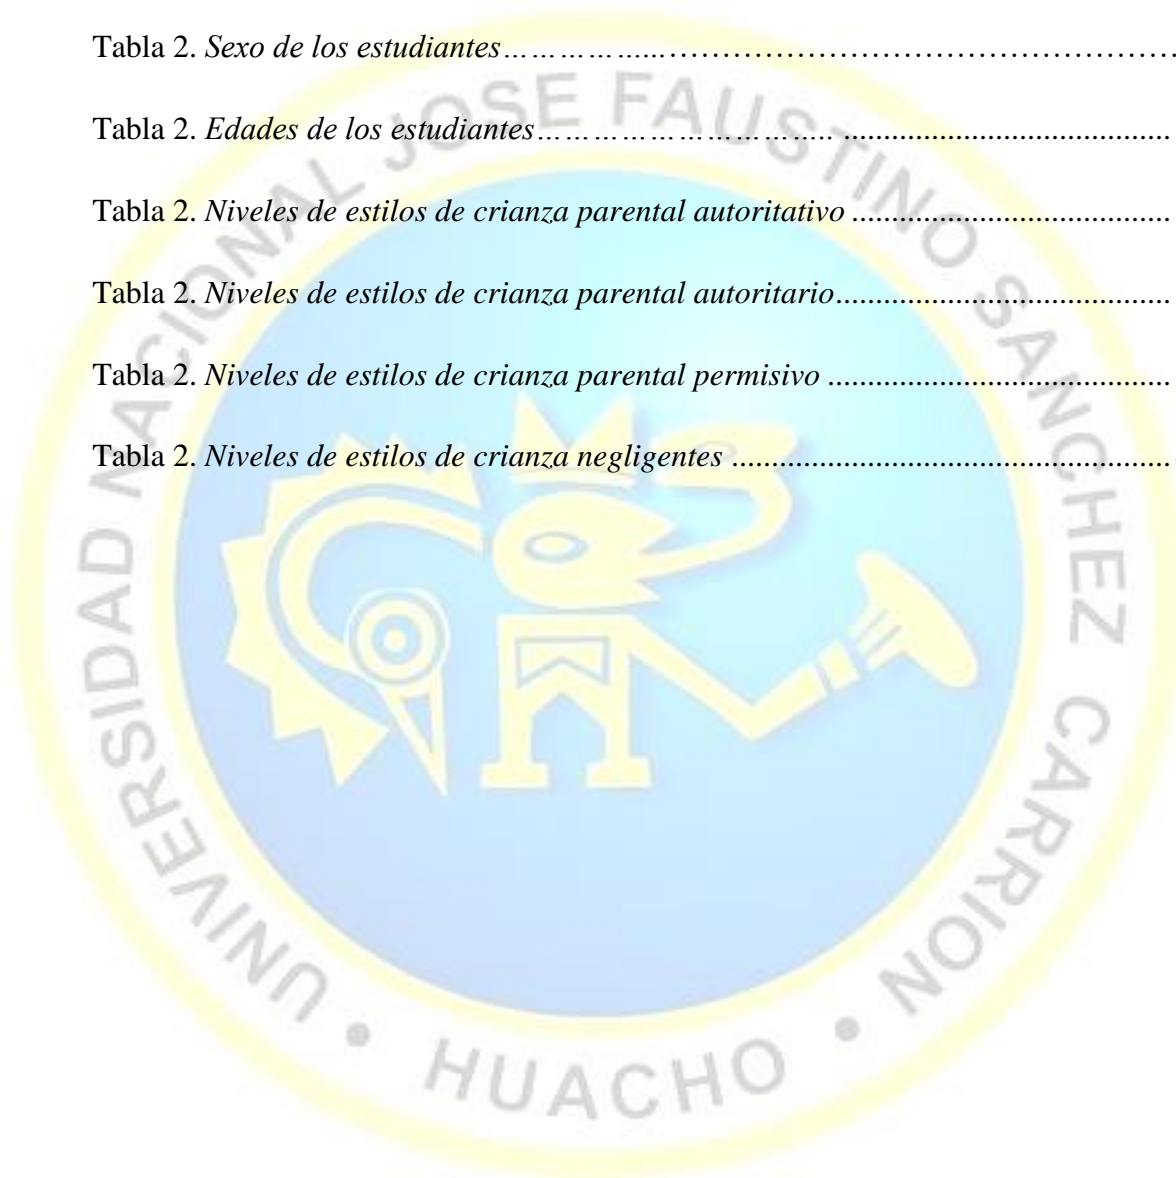 Tabla 2. Sexo de los estudiantes……………...…………………………………………………
Tabla 2. Edades de los estudiantes…………………………….. ..................................................
Tabla 2. Niveles de estilos de crianza parental autoritativo .................................................
Tabla 2. Niveles de estilos de crianza parental autoritario....................................................
Tabla 2. Niveles de estilos de crianza parental permisivo ....................................................
Tabla 2. Niveles de estilos de crianza negligentes ...................................................................
UNIVERSIDAD NACIONAL JOSE FAUSTINO SANCHEZ CARRION
• HUACHO •